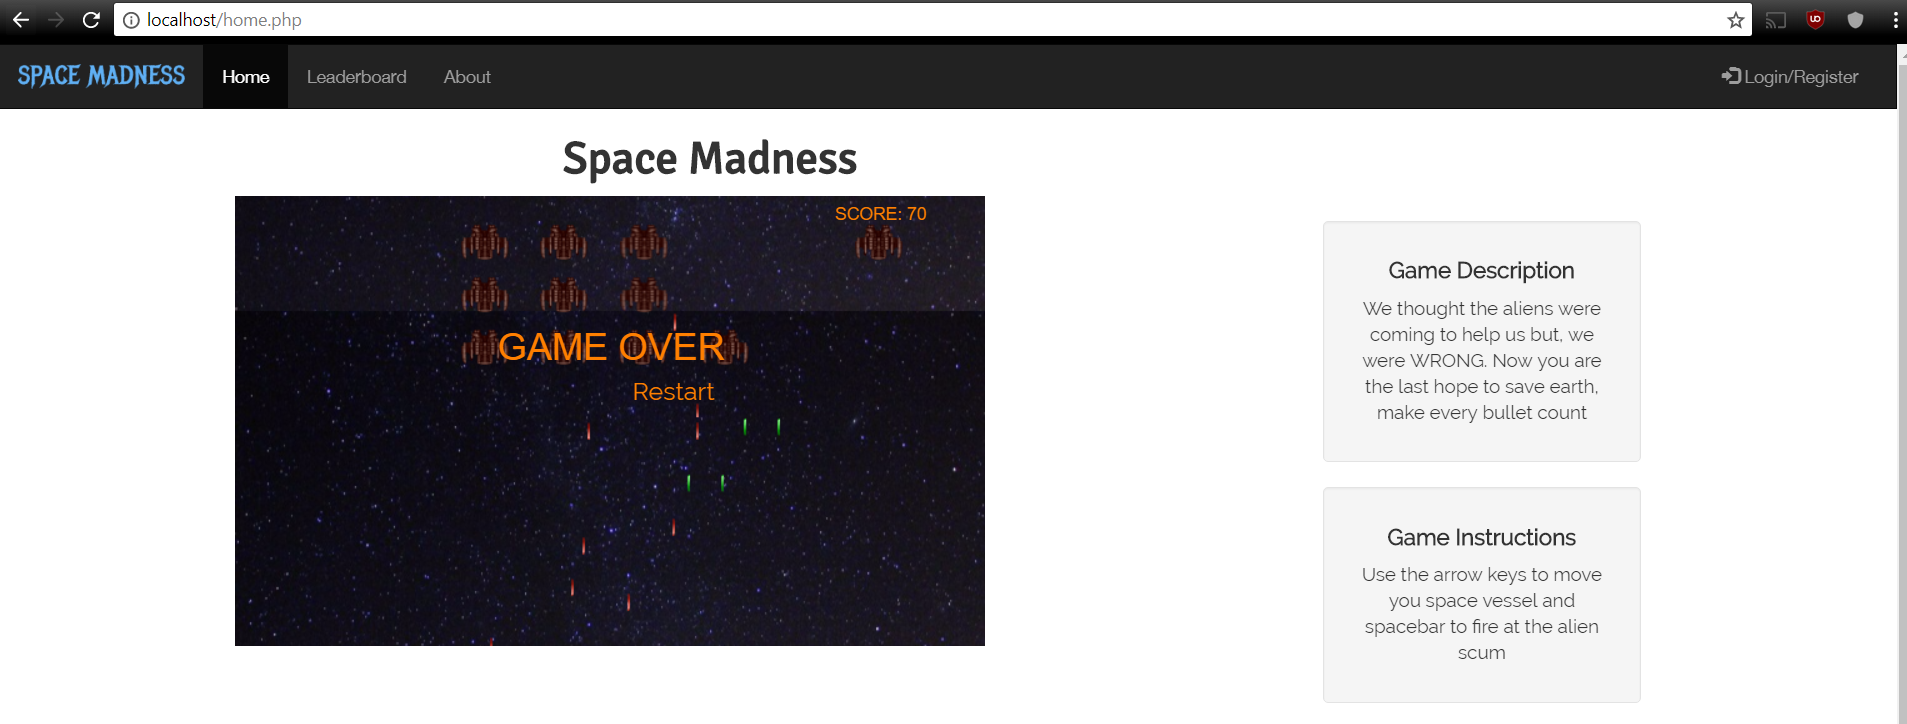 localhost/home.php
SPACE MADNESS Home Leaderboard About Login/Register
Space Madness
SCORE: 70
GAME OVER
Restart
Game Description
We thought the aliens were
coming to help us but, we
were WRONG. Now you are
the last hope to save earth,
make every bullet count
Game Instructions
Use the arrow keys to move
you space vessel and
spacebar to fire at the alien
scum